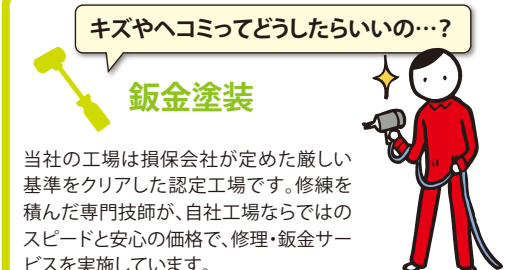 キズやヘコミってどうしたらいいの…?
鈑金塗装
当社の工場は損保会社が定めた厳しい
基準をクリアした認定工場です。修練を
積んだ専門技師が、自社工場ならではの
スピードと安心の価格で、修理・鈑金サー
ビスを実施しています。